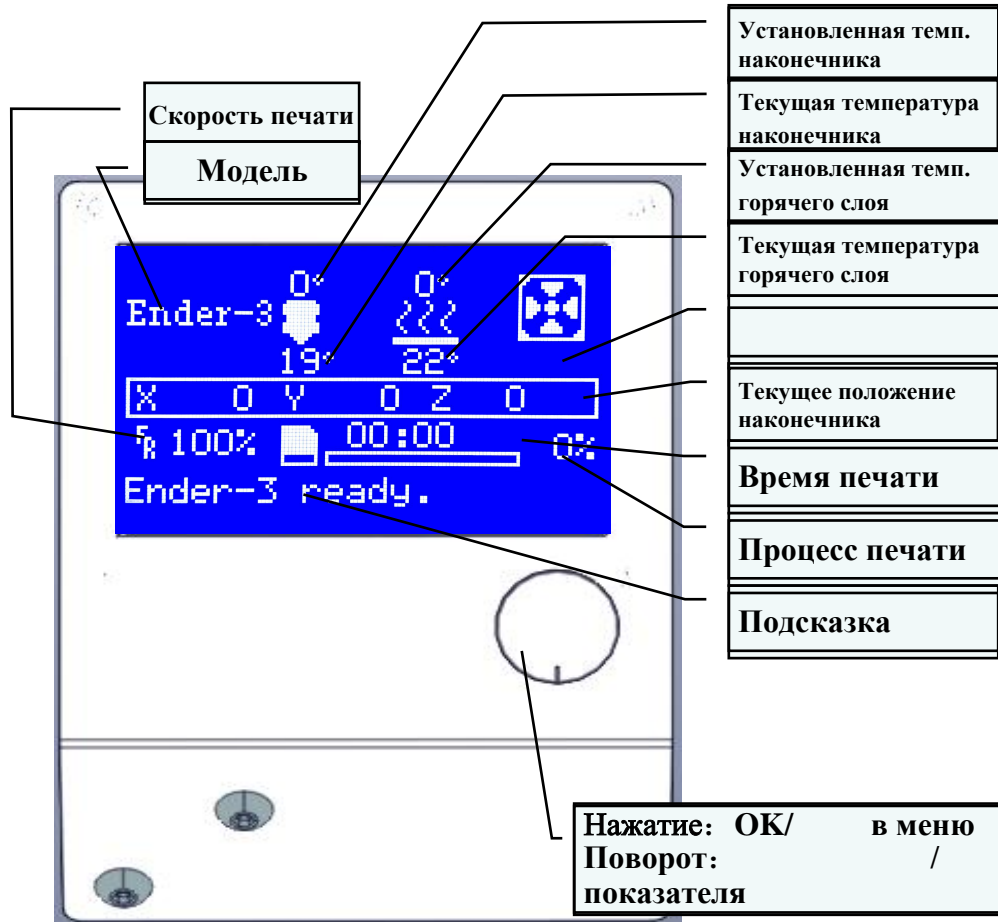 Установленная темп.
наконечника
Скорость печати
Текущая температура
наконечника
Модель
Установленная темп.
горячего слоя
Текущая температура
горячего слоя
0° 0°
Ender-3
19° 22°
X 0 Y 0 Z 0
Текущее положение
наконечника
FR 100% 00:00 0%
Время печати
Ender-3 ready.
Процесс печати
Подсказка
Нажатие: OK/ в меню
Поворот: /
показателя